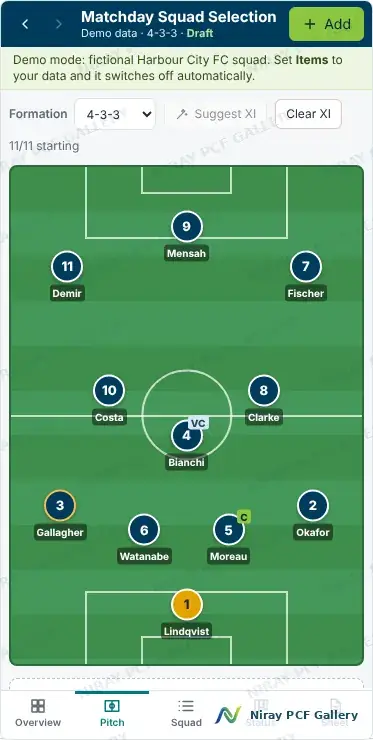 Matchday Squad Selection
Demo data · 4-3-3 · Draft
+ Add
Demo mode: fictional Harbour City FC squad. Set Items to
your data and it switches off automatically.
Formation
4-3-3
Suggest XI
Clear XI
11/11 starting
9
Mensah
11
Demir
7
Fischer
10
Costa
8
Clarke
VC
4
Bianchi
3
Gallagher
6
Watanabe
C
5
Moreau
2
Okafor
1
Lindqvist
Overview
Pitch
Squad
Niray PCF Gallery